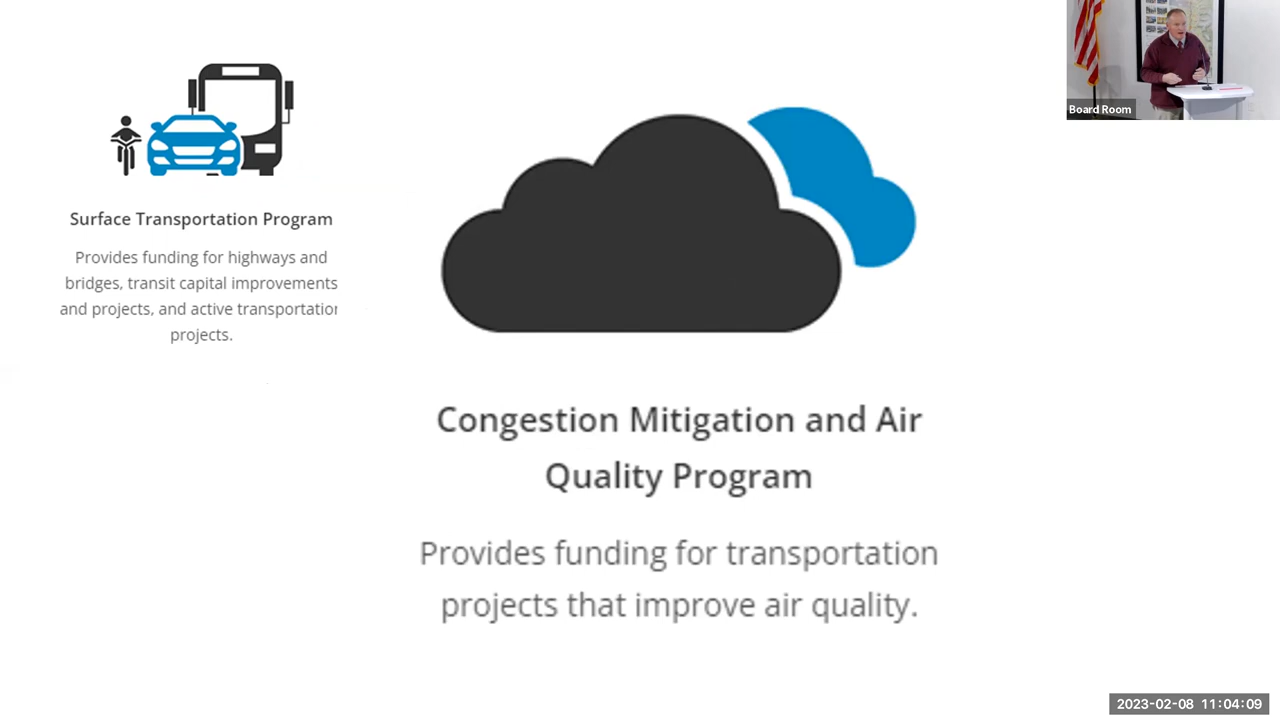 Board Room
Surface Transportation Program
Provides funding for highways and
bridges, transit capital improvements
and projects, and active transportation
projects.
Congestion Mitigation and Air
Quality Program
Provides funding for transportation
projects that improve air quality.
2023-02-08 11:04:09